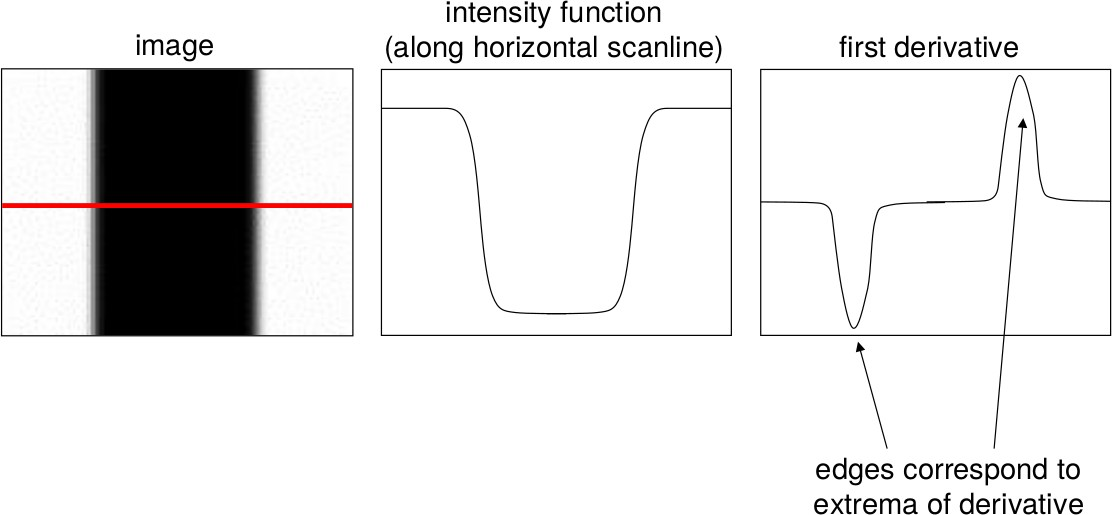 image
intensity function
(along horizontal scanline)
first derivative
edges correspond to
extrema of derivative